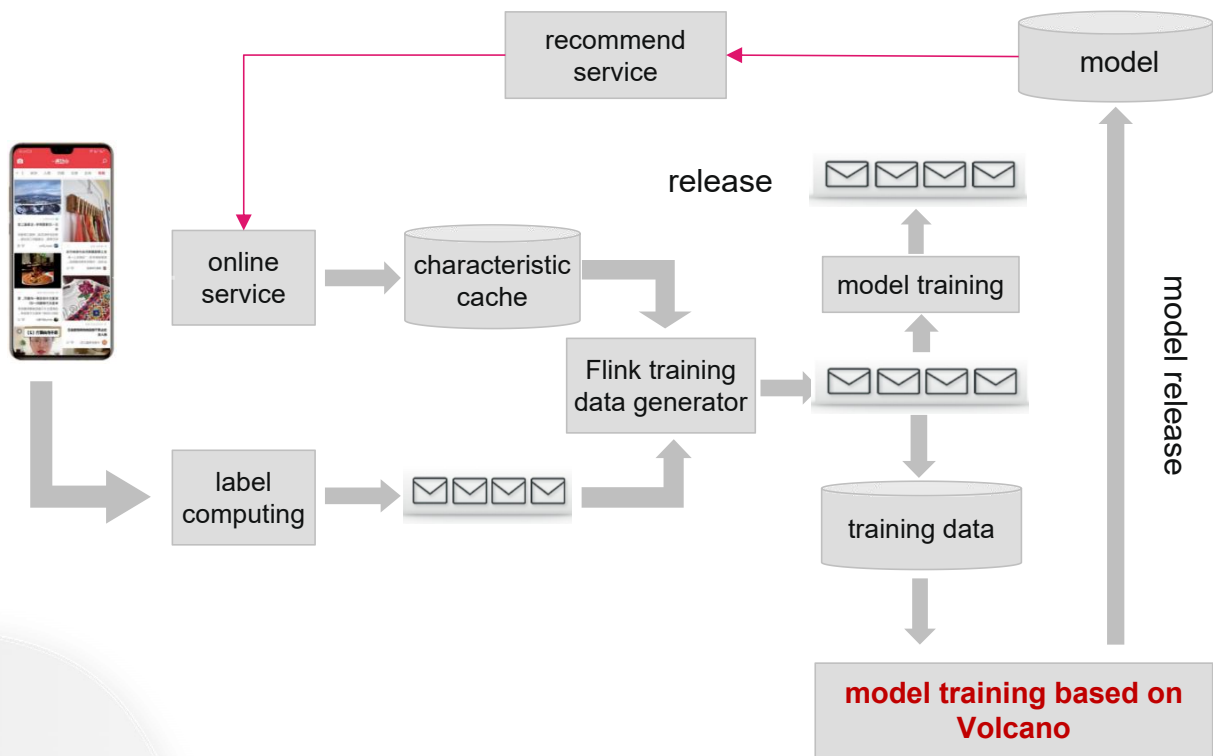 recommend
service
model
release
online
service
characteristic
cache
model training
model release
Flink training
data generator
label
computing
training data
model training based on
Volcano